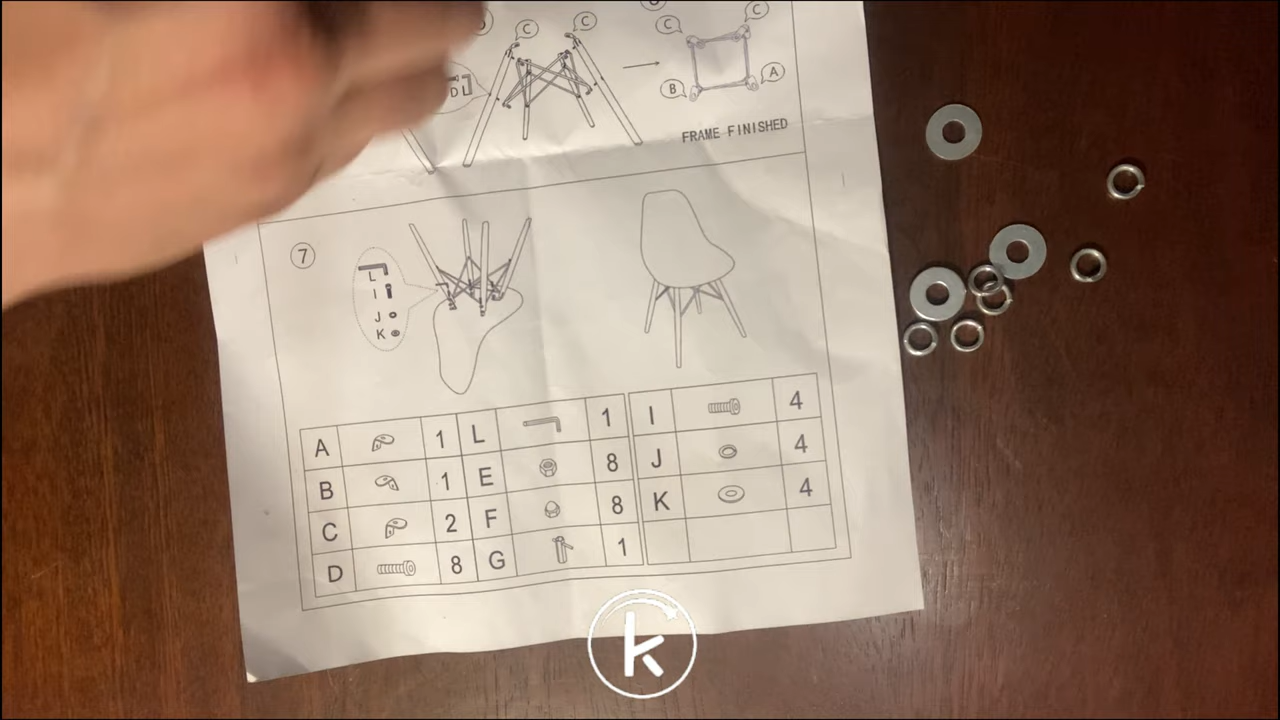 C C
C C
D
B A
FRAME FINISHED
7
L
I
J
K
A 1 L 1 I 4
B 1 E 8 J 4
C 2 F 8 K 4
D 8 G 1
k